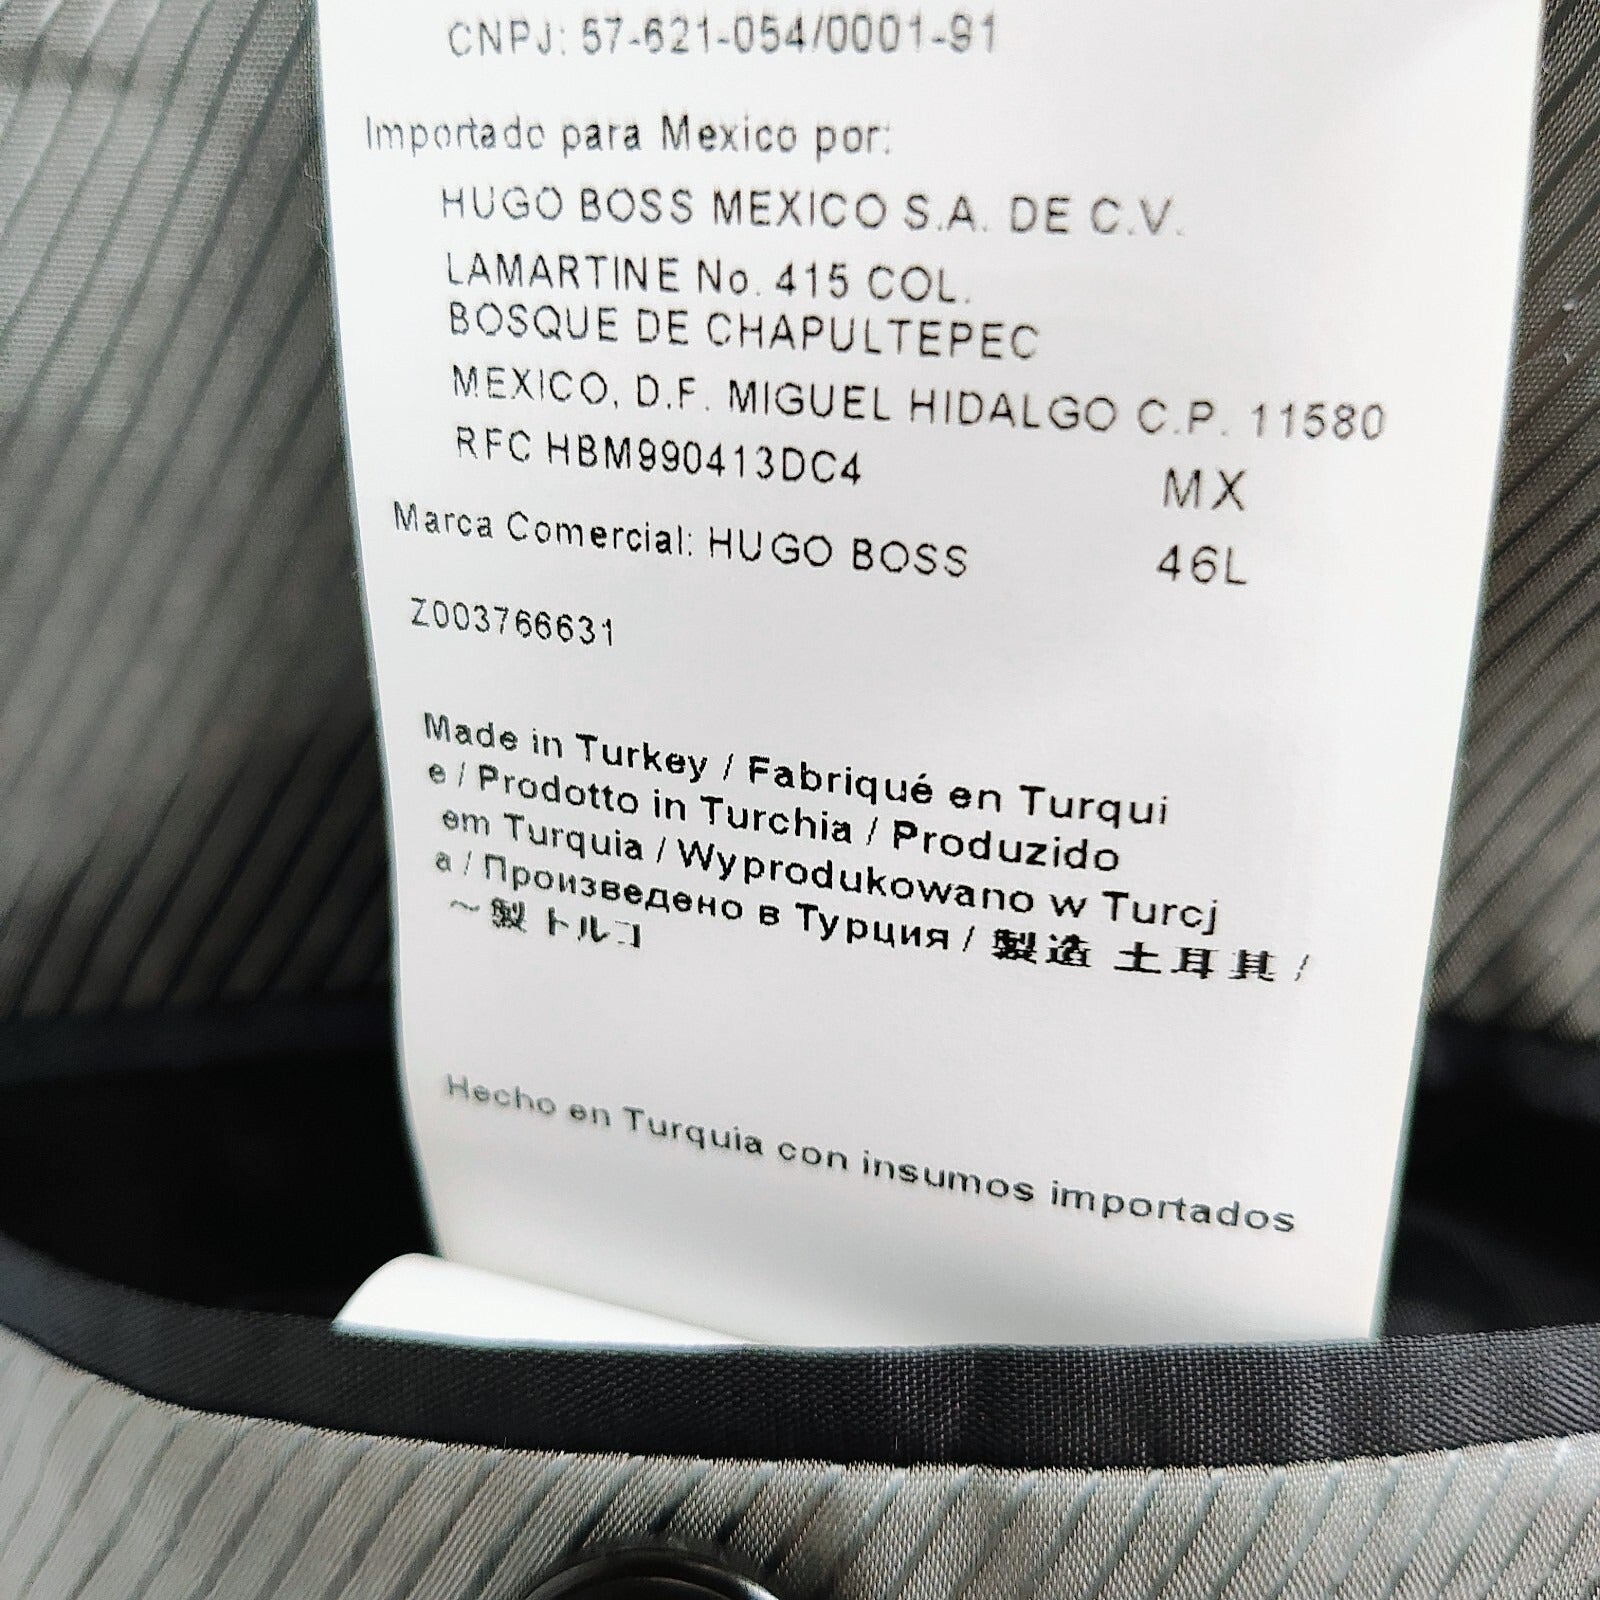 CNPJ: 57-621-054/0001-91
Importado para Mexico por:
HUGO BOSS MEXICO S.A. DE C.V.
LAMARTINE No. 415 COL.
BOSQUE DE CHAPULTEPEC
MEXICO, D.F. MIGUEL HIDALGO C.P. 11580
RFC HBM990413DC4 MX
Marca Comercial: HUGO BOSS 46L
Z003766631
Made in Turkey / Fabriqué en Turqui
e / Prodotto in Turchia / Produzido
em Turquia / Wyprodukowano w Turcj
a / Произведено в Турция / 製造 土耳其 /
～製 トルコ
Hecho en Turquia con insumos importados